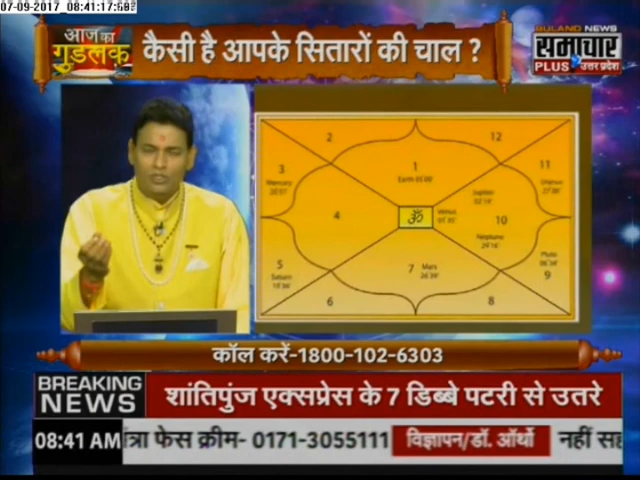 07-09-2017 08:41:17:58
आज का
गुडलक
कैसी है आपके सितारों की चाल ?
BULAND NEWS
समाचार
PLUS उत्तर प्रदेश
2
12
3
Mercury
1
Earth
11
Uranus
Jupiter
4
ॐ
Venus
10
Neptune
5
Saturn
7
Mars
Pluto
9
6
8
कॉल करें-1800-102-6303
BREAKING
NEWS
शांतिपुंज एक्सप्रेस के 7 डिब्बे पटरी से उतरे
08:41 AM
त्रा फेस क्रीम- 0171-3055111
विज्ञापन/डॉ. ऑर्थो
नहीं